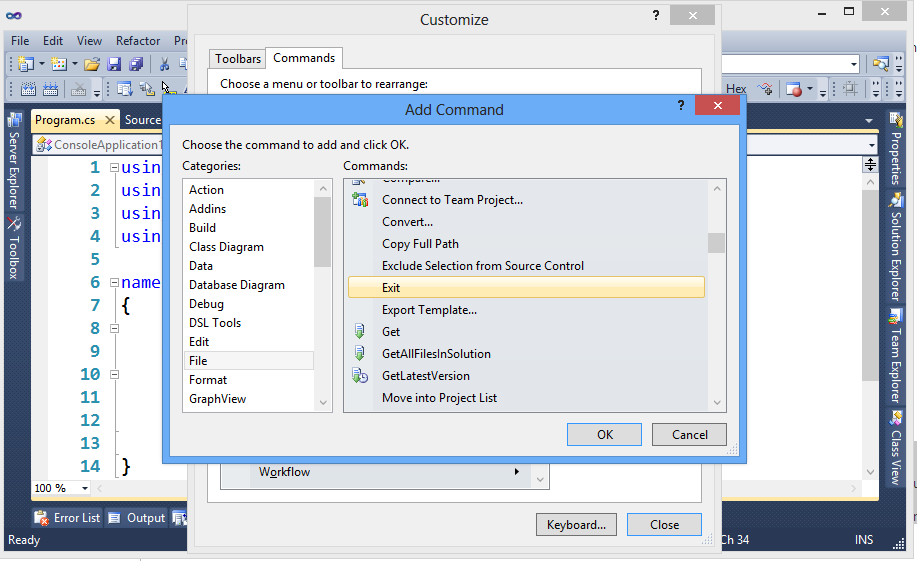 Customize
File Edit View Refactor
Toolbars Commands
Choose a menu or toolbar to rearrange:
Hex
Add Command
Program.cs Source
Choose the command to add and click OK.
ConsoleApplication1
Categories: Commands:
Action
Addins
Build
Class Diagram
Data
Database Diagram
Debug
DSL Tools
Edit
File
Format
GraphView
Compare...
Connect to Team Project...
Convert...
Copy Full Path
Exclude Selection from Source Control
Exit
Export Template...
Get
GetAllFilesInSolution
GetLatestVersion
Move into Project List
OK Cancel
1 usin
2 usin
3 usin
4 usin
5
6 name
7 {
8
9
10
11
12
13
14 }
Server Explorer
Toolbox
Properties
Solution Explorer
Team Explorer
Class View
Workflow
100 %
Keyboard... Close
Error List Output
Ready Ch 34 INS